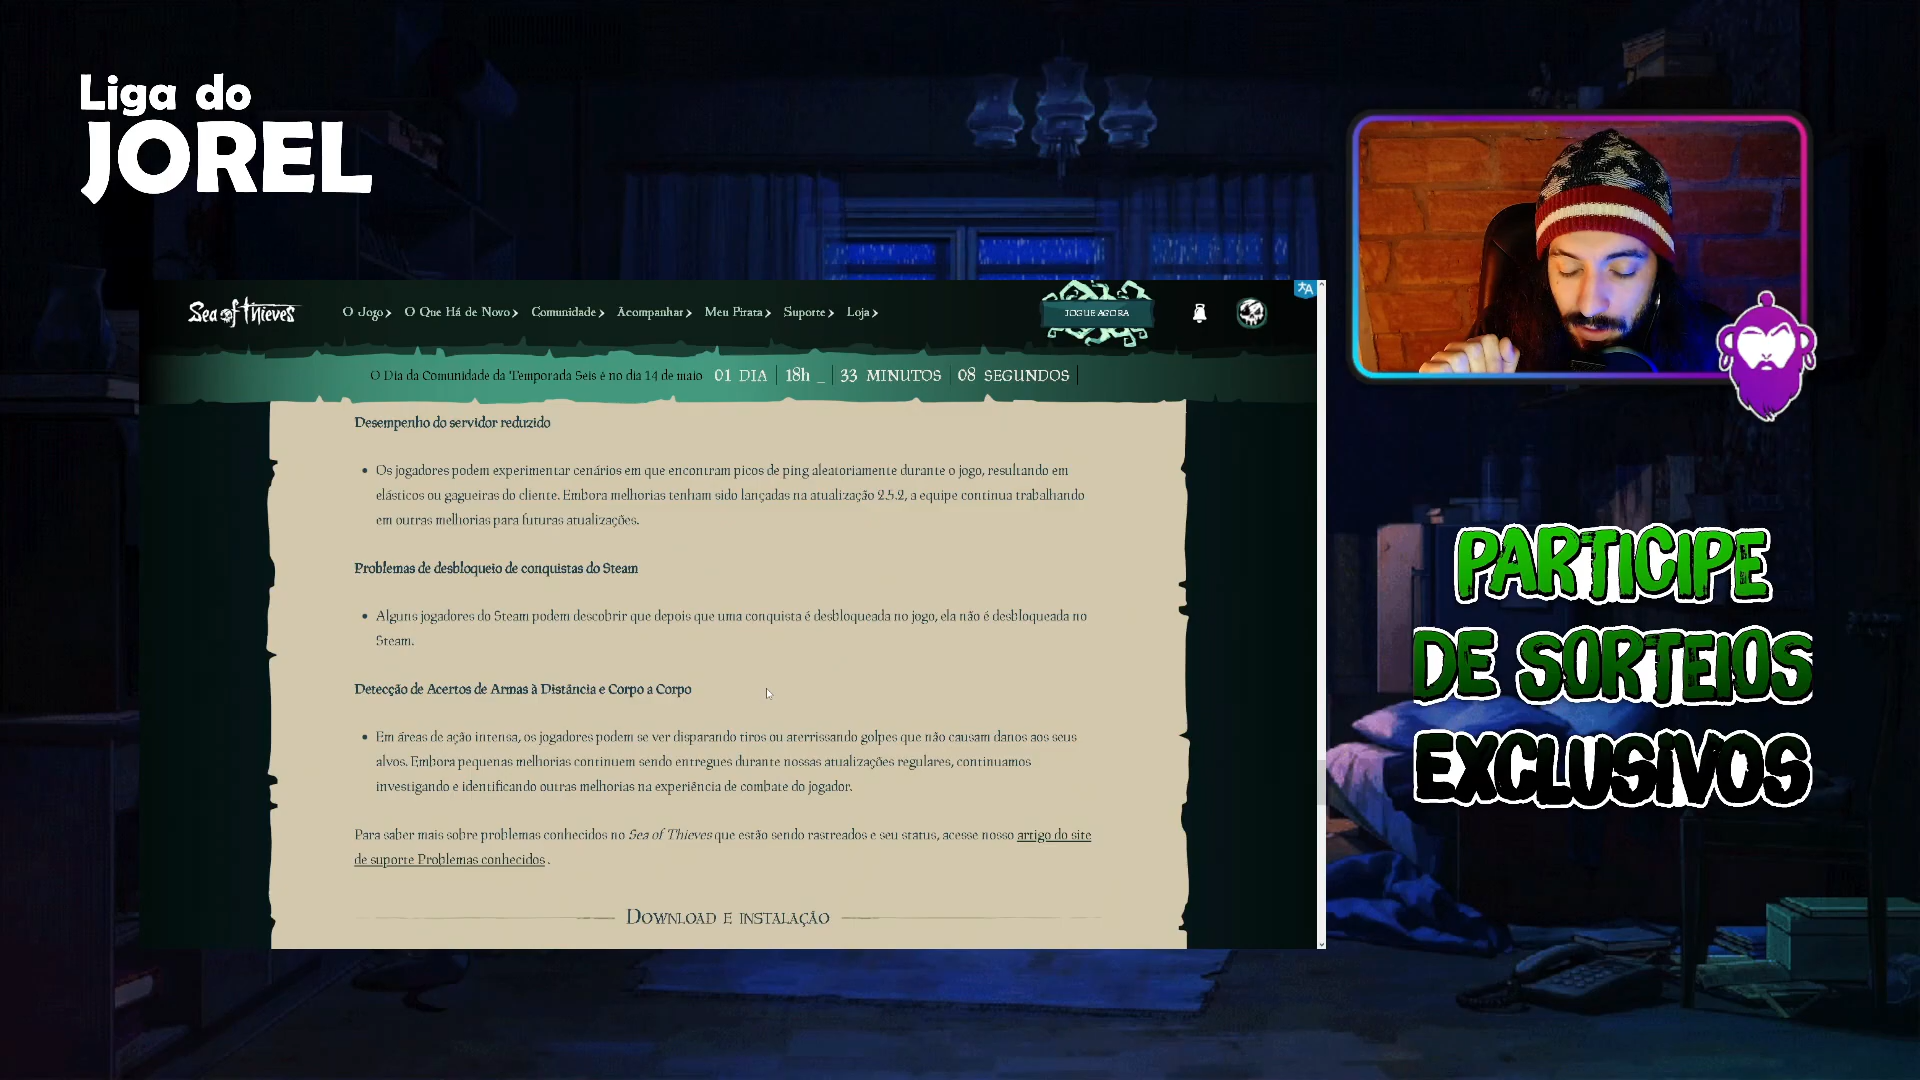 Liga do
JOREL
Sea of Thieves
O Jogo O Que Há de Novo Comunidade Acompanhar Meu Pirata Suporte Loja
JOGUE AGORA
O Dia da Comunidade da Temporada Seis é no dia 14 de maio 01 DIA 18h _ 33 MINUTOS 08 SEGUNDOS
Desempenho do servidor reduzido
Os jogadores podem experimentar cenários em que encontram picos de ping aleatoriamente durante o jogo, resultando em
elásticos ou gagueiras do cliente. Embora melhorias tenham sido lançadas na atualização 2.5.2, a equipe continua trabalhando
em outras melhorias para futuras atualizações.
Problemas de desbloqueio de conquistas do Steam
Alguns jogadores do Steam podem descobrir que depois que uma conquista é desbloqueada no jogo, ela não é desbloqueada no
Steam.
Detecção de Acertos de Armas à Distância e Corpo a Corpo
Em áreas de ação intensa, os jogadores podem se ver disparando tiros ou aterrissando golpes que não causam danos aos seus
alvos. Embora pequenas melhorias continuem sendo entregues durante nossas atualizações regulares, continuamos
investigando e identificando outras melhorias na experiência de combate do jogador.
Para saber mais sobre problemas conhecidos no Sea of Thieves que estão sendo rastreados e seu status, acesse nosso artigo do site
de suporte Problemas conhecidos .
DOWNLOAD E INSTALAÇÃO
PARTICIPE
DE SORTEIOS
EXCLUSIVOS